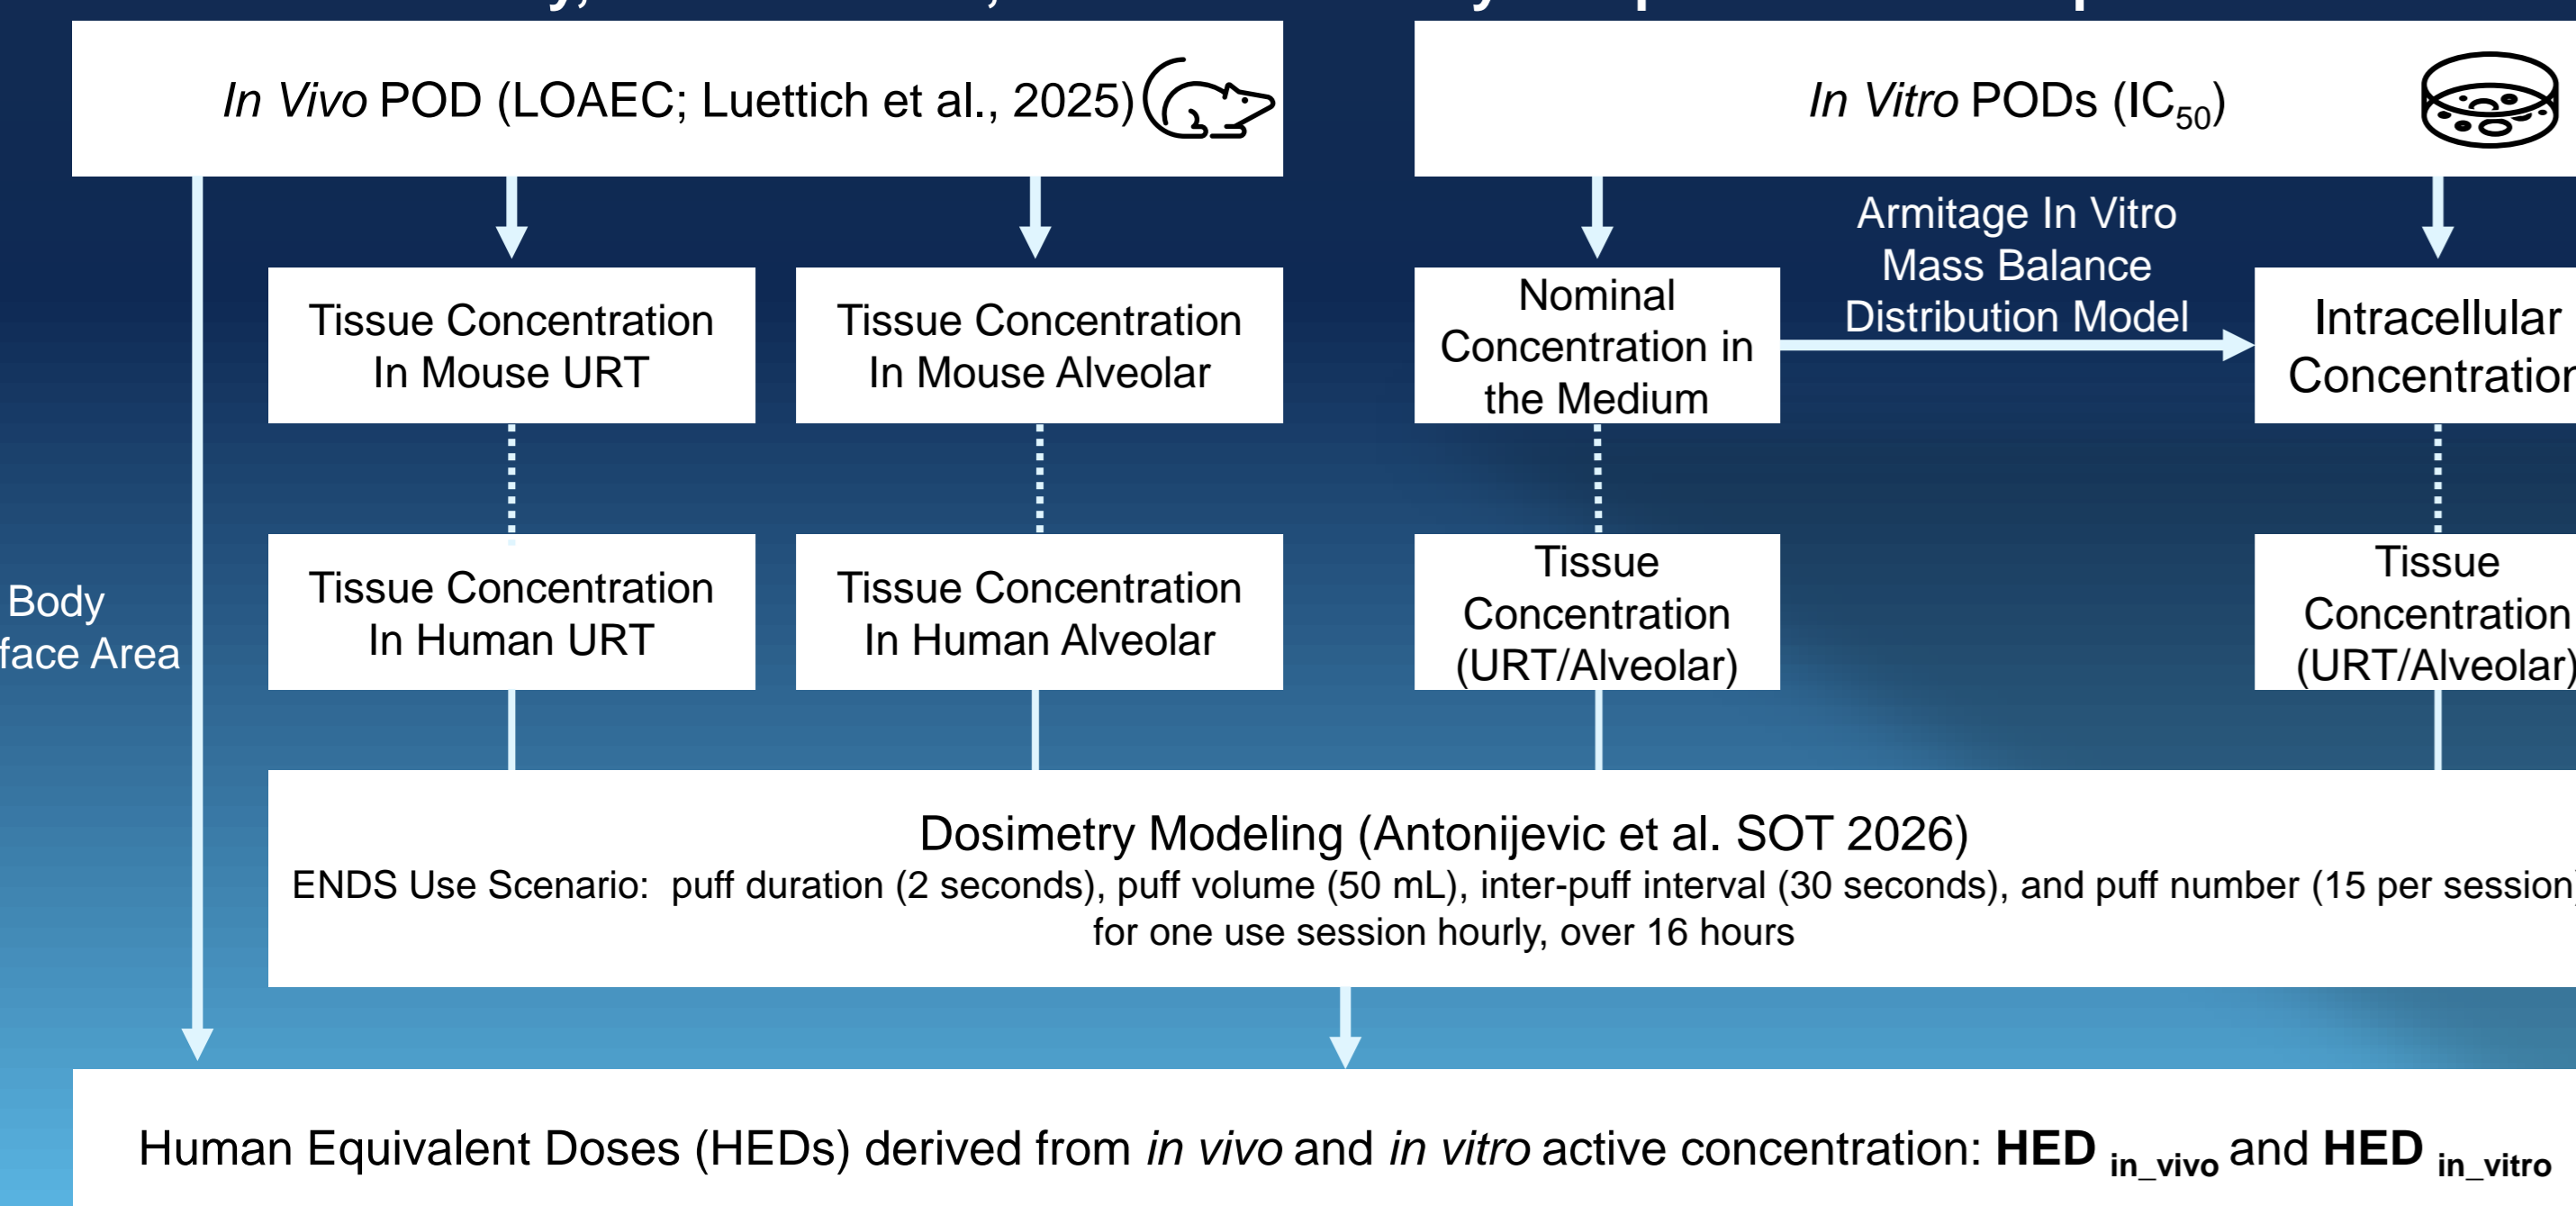 In Vivo POD (LOAEC; Luettich et al., 2025)
In Vitro PODs (IC50)
Armitage In Vitro
Mass Balance
Distribution Model
Tissue Concentration
In Mouse URT
Tissue Concentration
In Mouse Alveolar
Nominal
Concentration in
the Medium
Intracellular
Concentration
Body
face Area
Tissue Concentration
In Human URT
Tissue Concentration
In Human Alveolar
Tissue
Concentration
(URT/Alveolar)
Tissue
Concentration
(URT/Alveolar)
Dosimetry Modeling (Antonijevic et al. SOT 2026)
ENDS Use Scenario: puff duration (2 seconds), puff volume (50 mL), inter-puff interval (30 seconds), and puff number (15 per session)
for one use session hourly, over 16 hours
Human Equivalent Doses (HEDs) derived from in vivo and in vitro active concentration: HED in_vivo and HED in_vitro